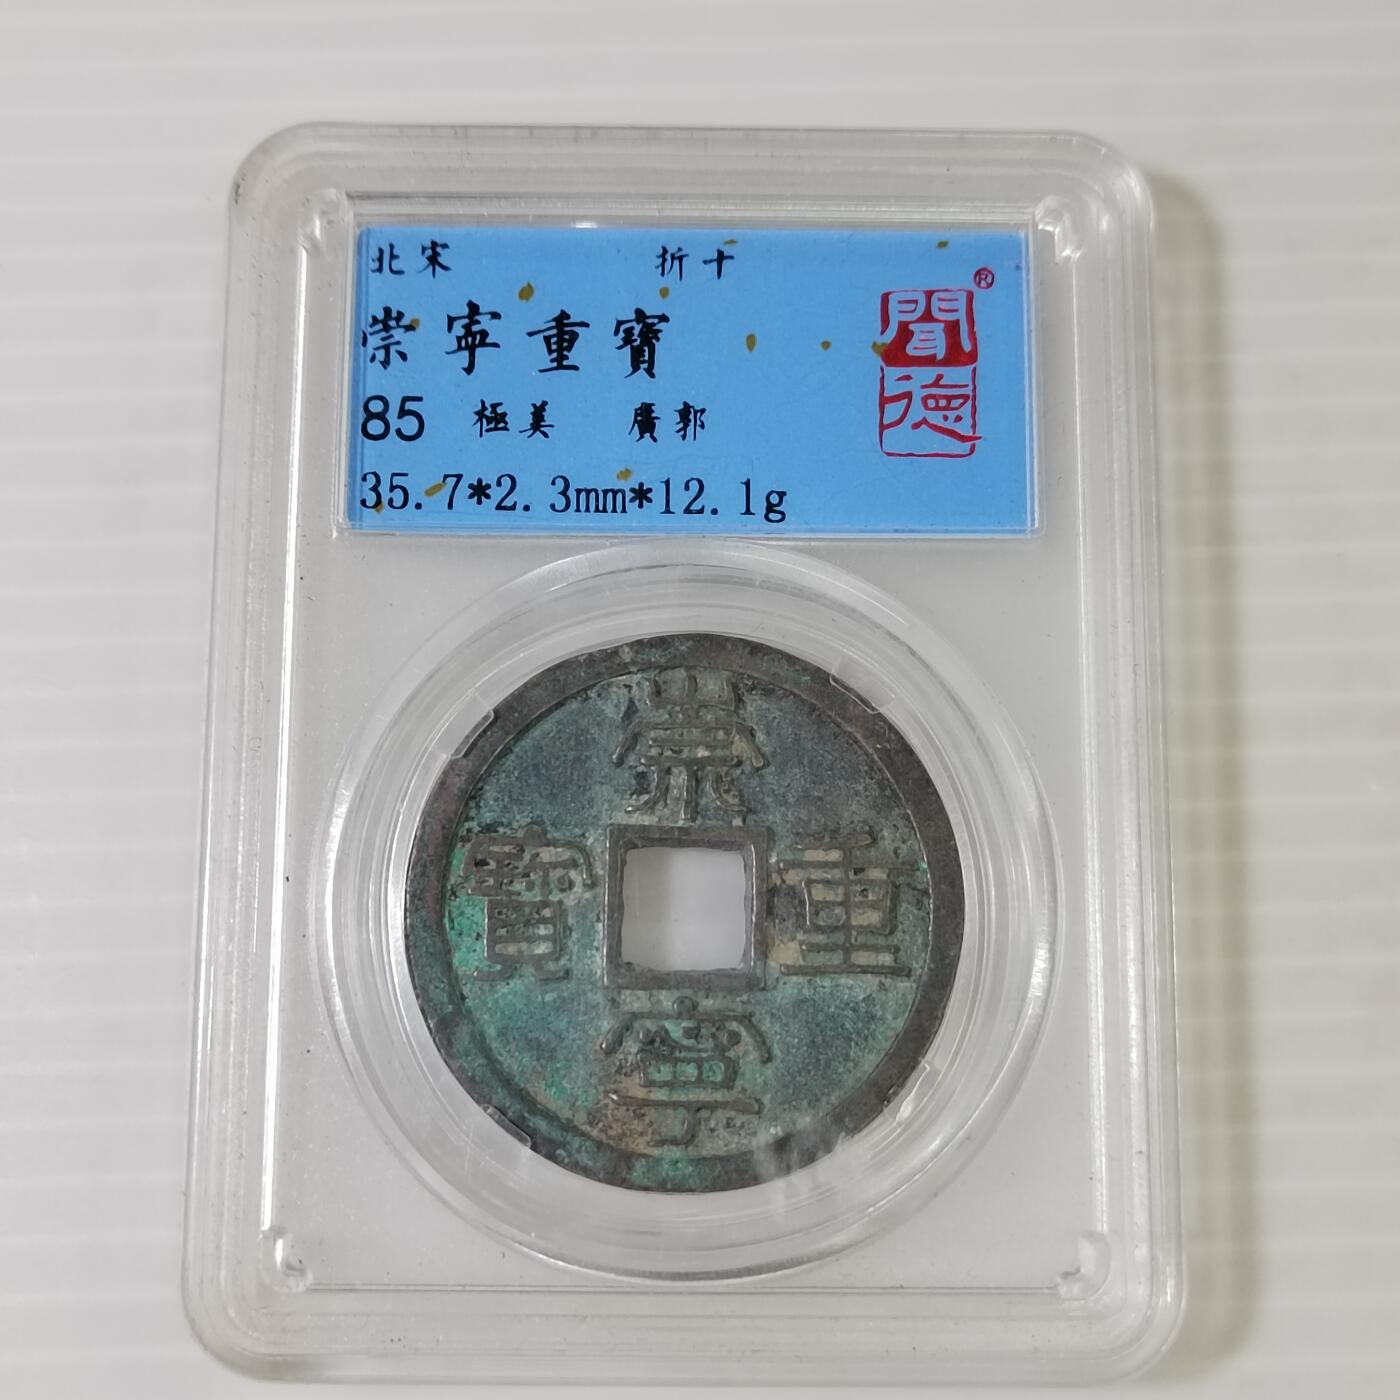 北宋 折十
崇寧重寶
85 極美 廣郭
35.7*2.3mm*12.1g
聞德®
崇
重
寧
寶